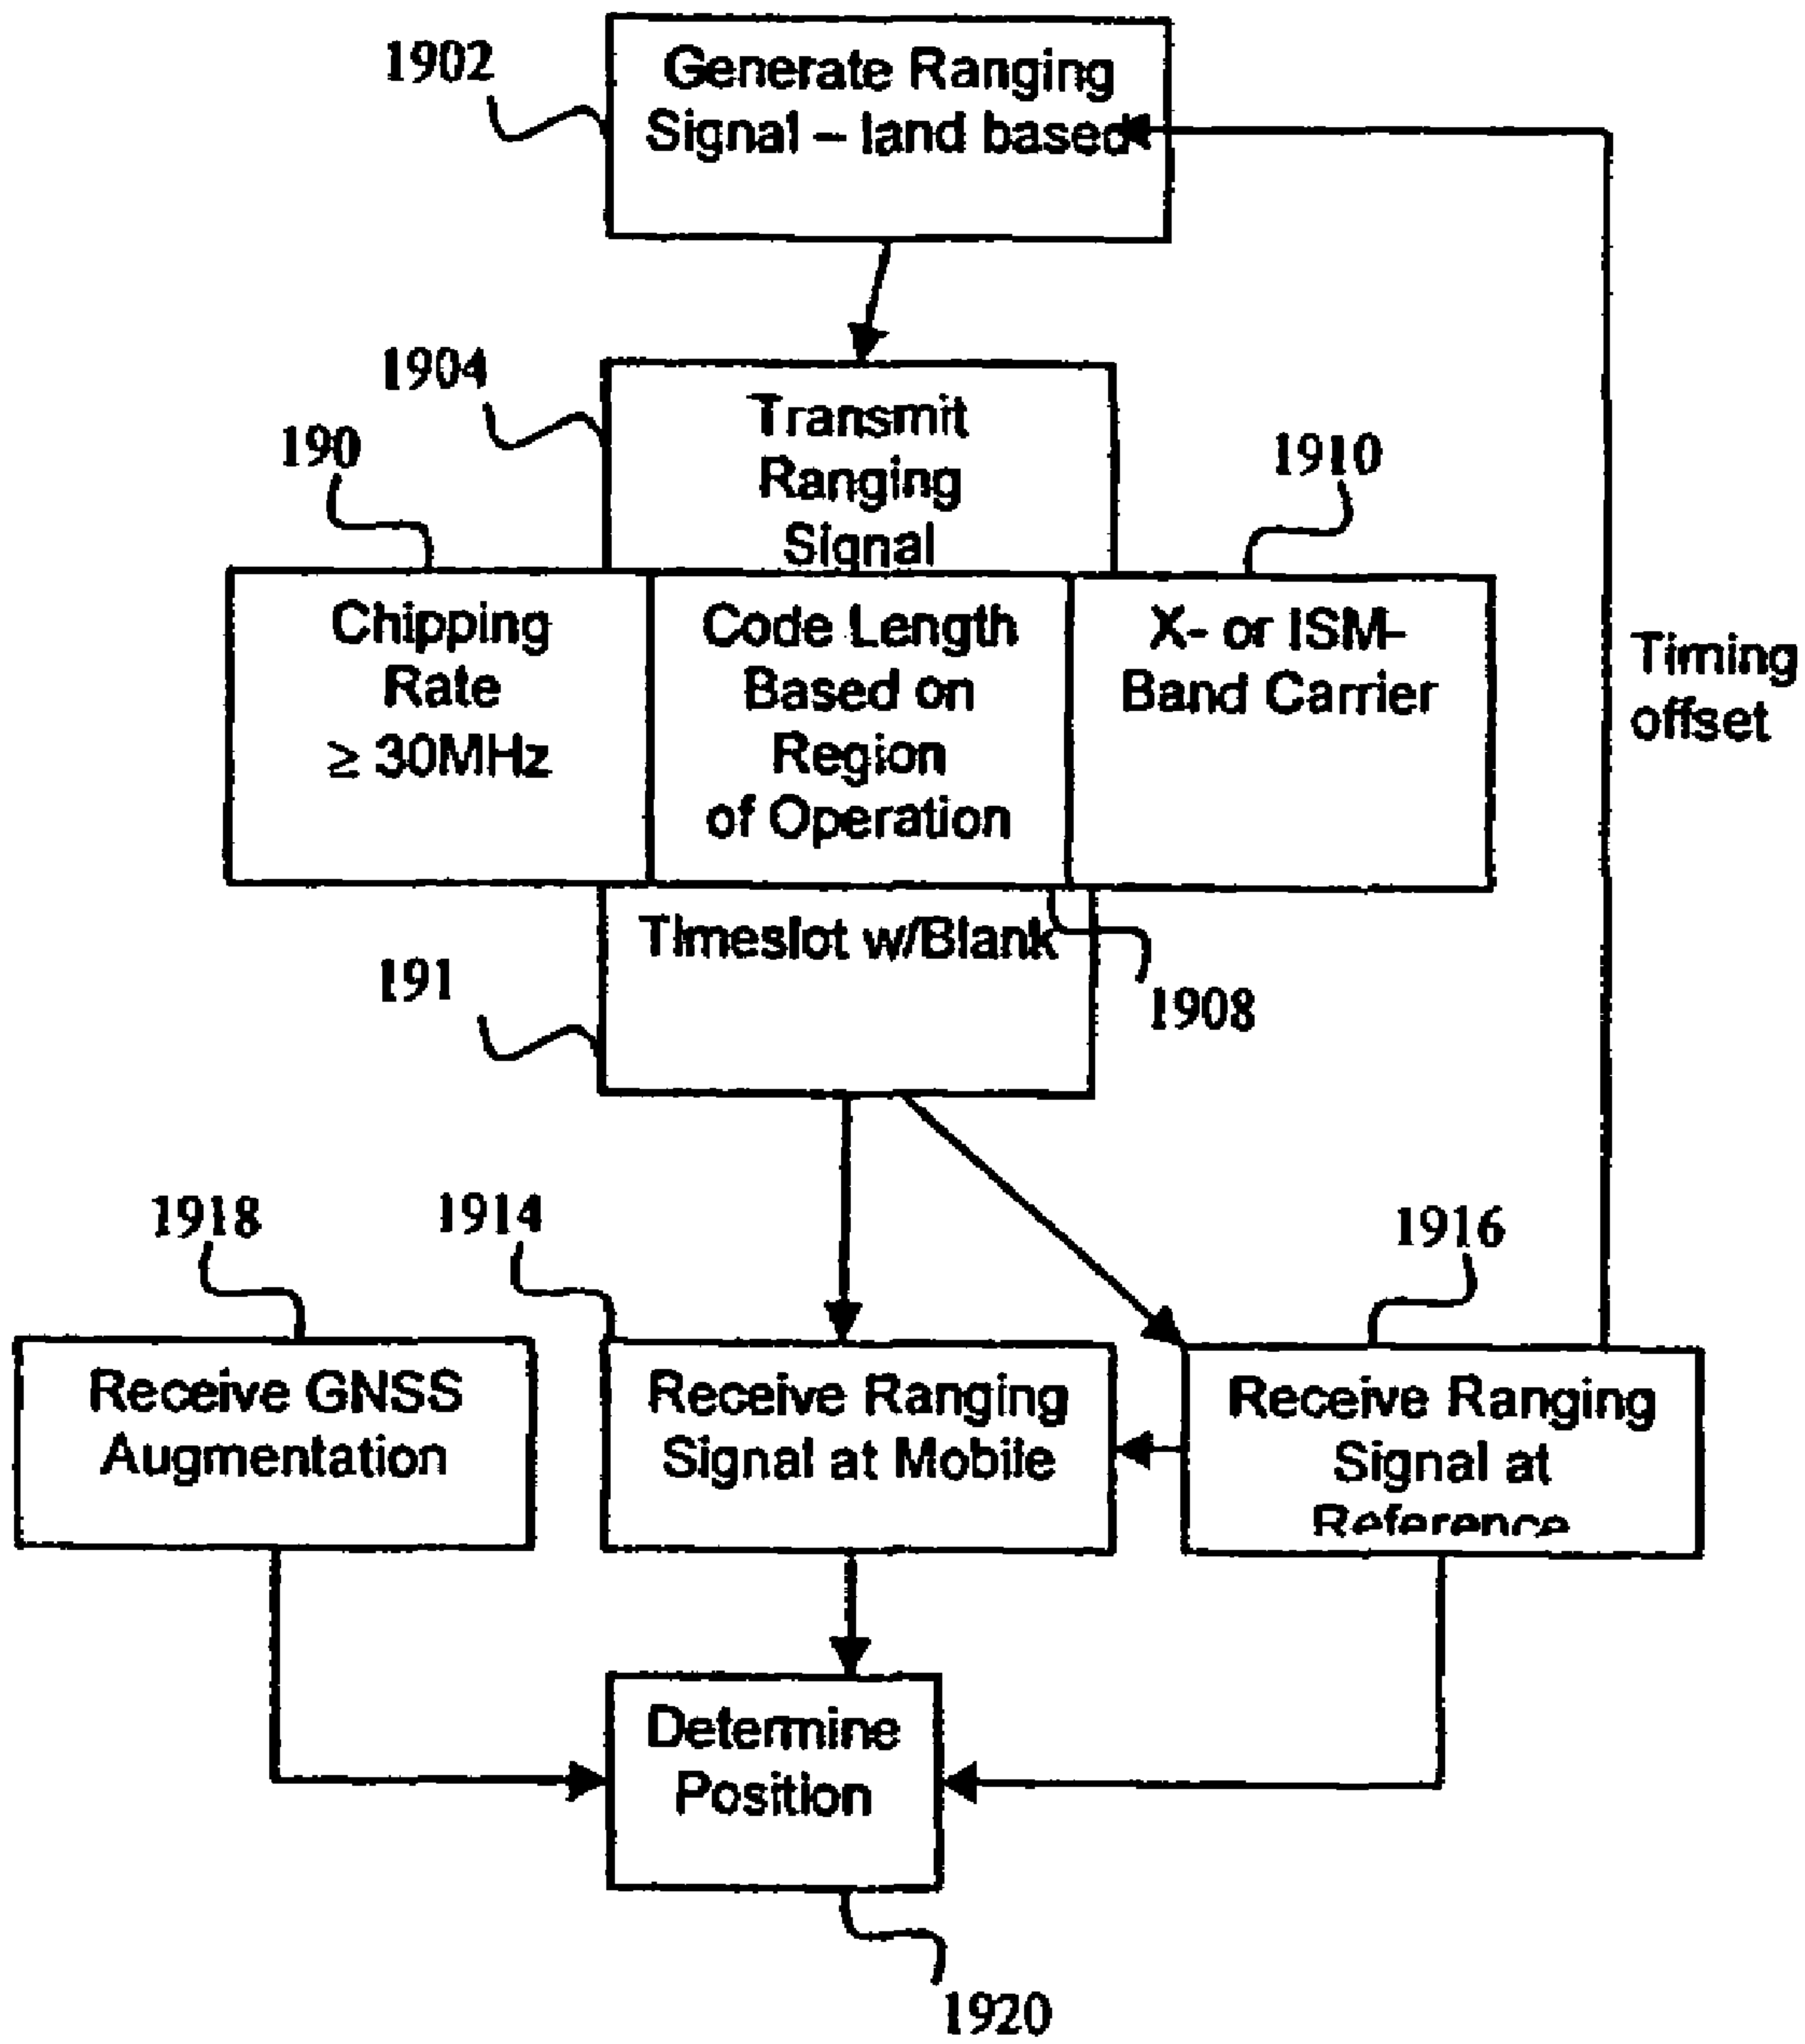 1902
Generate Ranging
Signal – land based
1904
Transmit
Ranging
Signal
190
1910
Chipping
Rate
≥ 30MHz
Code Length
Based on
Region
of Operation
X- or ISM-
Band Carrier
Timing
offset
Timeslot w/Blank
191
1908
1918
1914
1916
Receive GNSS
Augmentation
Receive Ranging
Signal at Mobile
Receive Ranging
Signal at
Reference
Determine
Position
1920